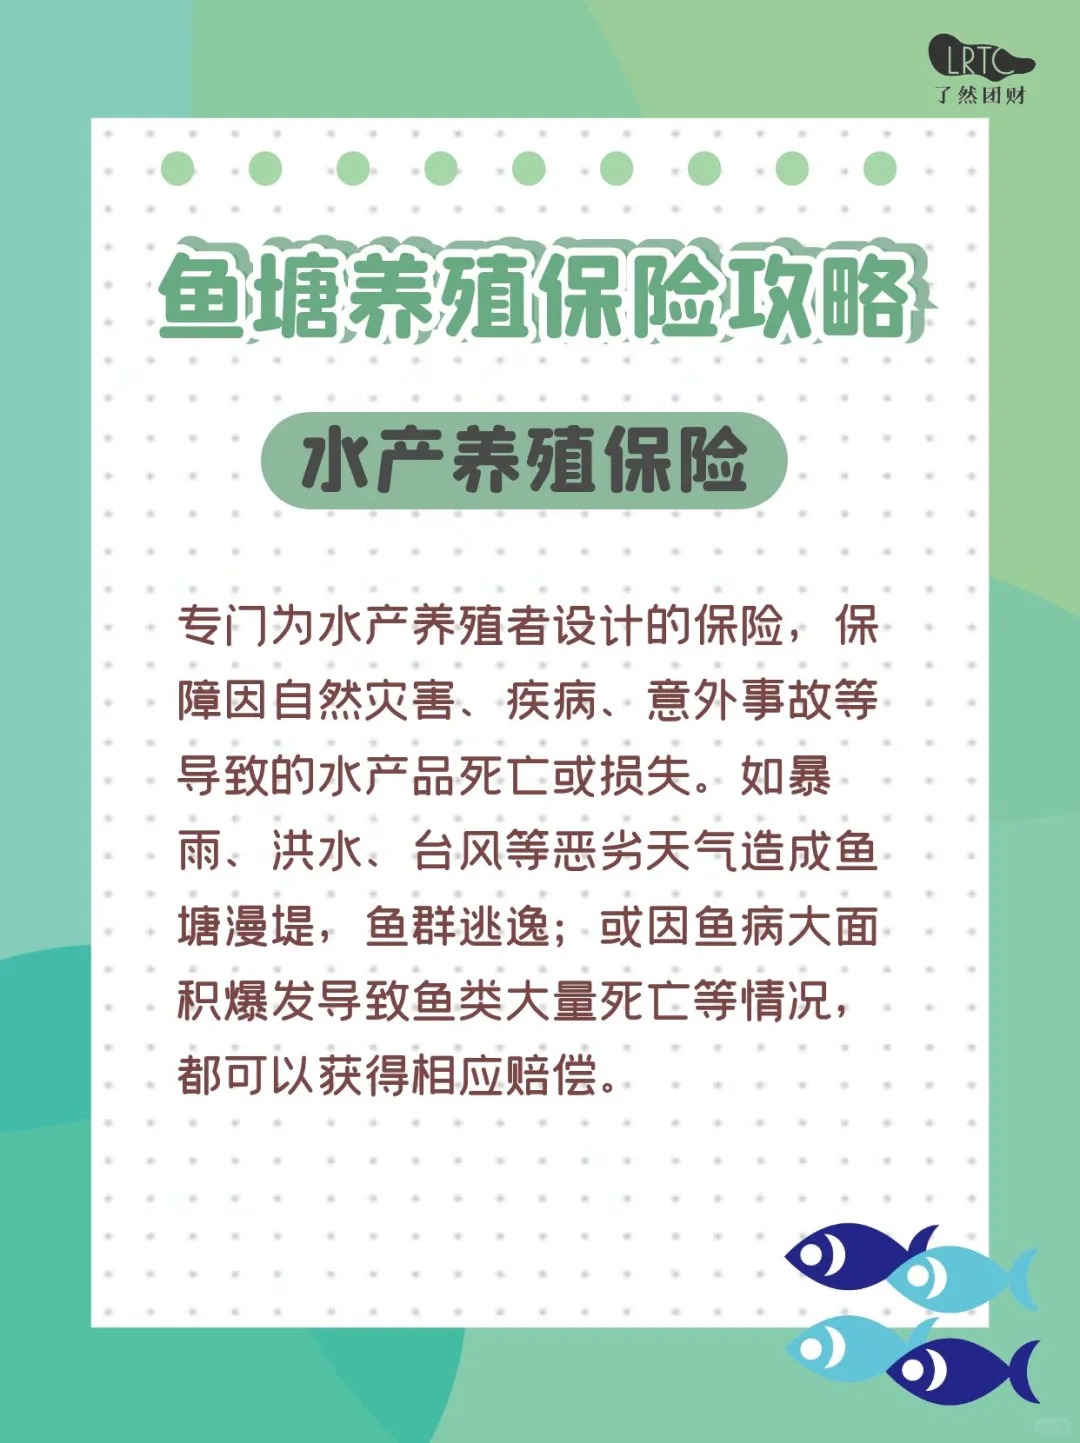 LRTC
了然团财
鱼塘养殖保险攻略
水产养殖保险
专门为水产养殖者设计的保险，保
障因自然灾害、疾病、意外事故等
导致的水产品死亡或损失。如暴
雨、洪水、台风等恶劣天气造成鱼
塘漫堤，鱼群逃逸；或因鱼病大面
积爆发导致鱼类大量死亡等情况，
都可以获得相应赔偿。